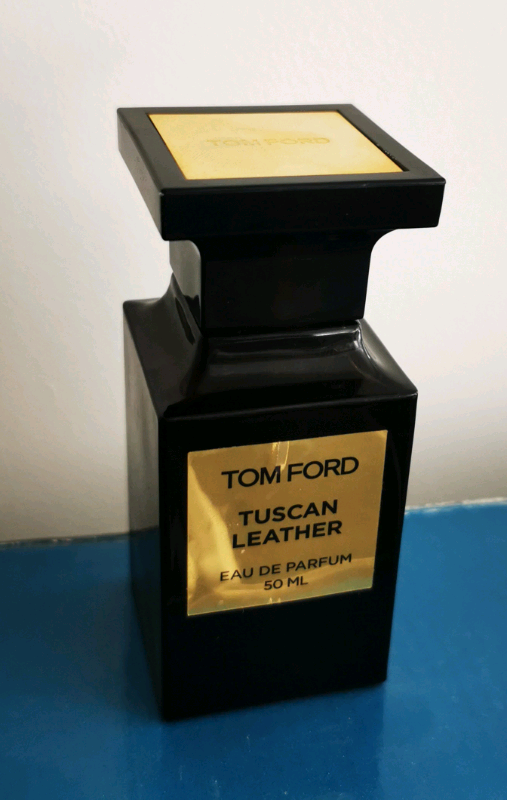 TOM FORD
TOM FORD
TUSCAN
LEATHER
EAU DE PARFUM
50 ML